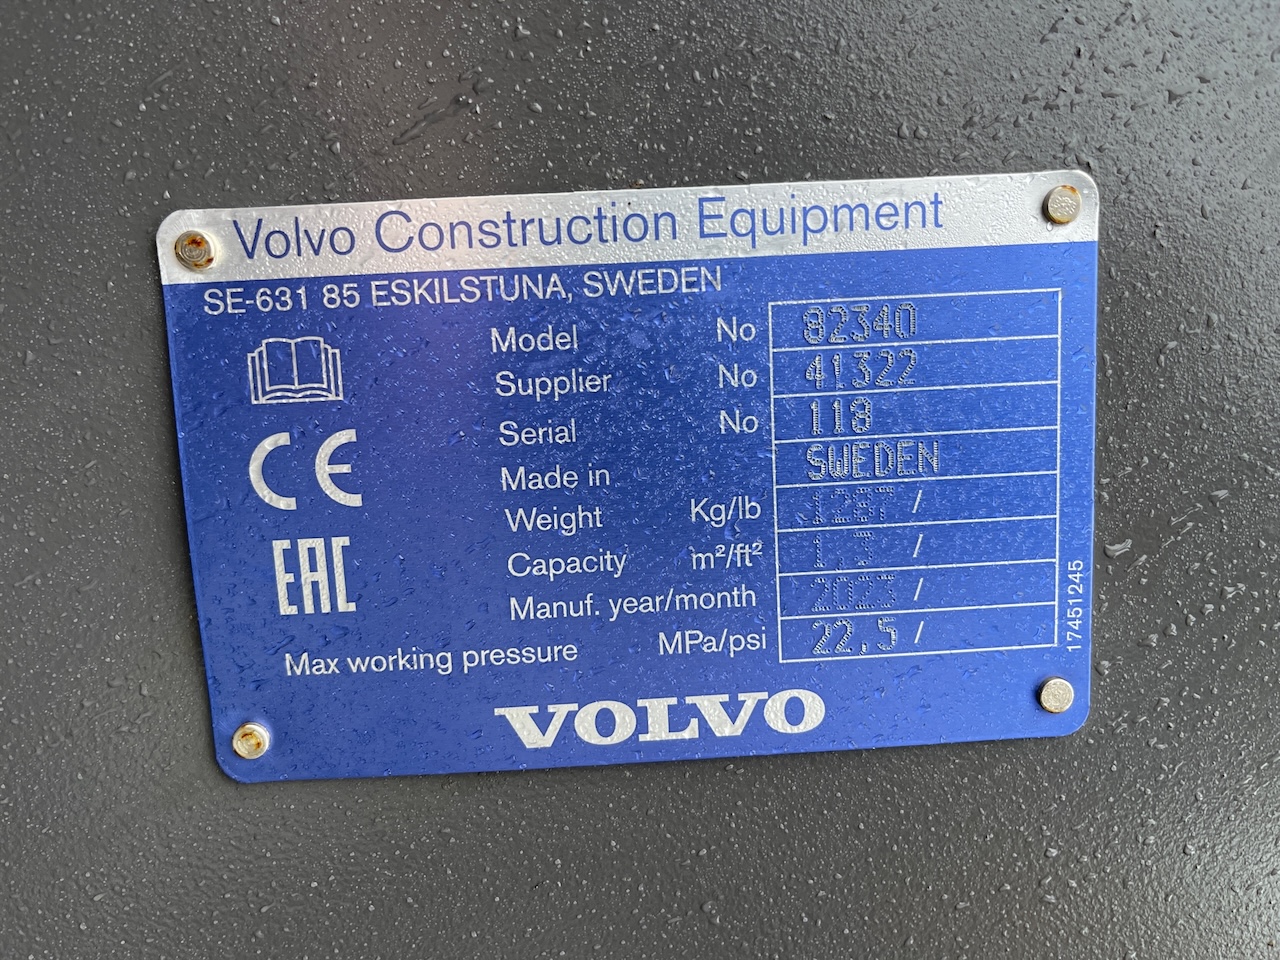 Volvo Construction Equipment
SE-631 85 ESKILSTUNA, SWEDEN
Model No 82340
Supplier No 41322
Serial No 118
Made in SWEDEN
Weight Kg/lb /
Capacity m²/ft² /
Manuf. year/month 2023 /
Max working pressure MPa/psi 22,5 /
CE
EAC
17451245
VOLVO